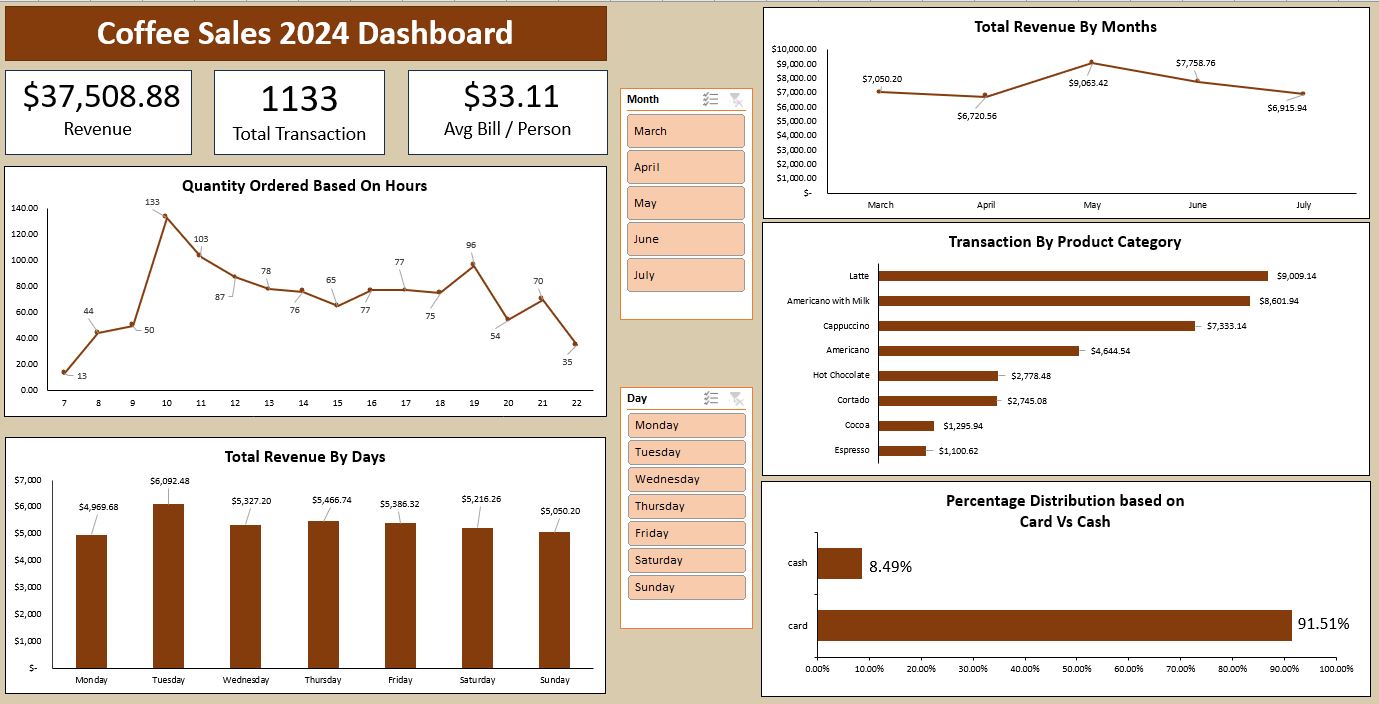 Coffee Sales 2024 Dashboard
$37,508.88
Revenue
1133
Total Transaction
$33.11
Avg Bill / Person
Quantity Ordered Based On Hours
140.00
120.00
100.00
80.00
60.00
40.00
20.00
0.00
13
44
50
133
103
87
78
76
65
77
77
75
96
54
70
35
7 8 9 10 11 12 13 14 15 16 17 18 19 20 21 22
Total Revenue By Days
$7,000
$6,000
$5,000
$4,000
$3,000
$2,000
$1,000
$-
$4,969.68
$6,092.48
$5,327.20
$5,466.74
$5,386.32
$5,216.26
$5,050.20
Monday Tuesday Wednesday Thursday Friday Saturday Sunday
Month
March
April
May
June
July
Day
Monday
Tuesday
Wednesday
Thursday
Friday
Saturday
Sunday
Total Revenue By Months
$10,000.00
$9,000.00
$8,000.00
$7,000.00
$6,000.00
$5,000.00
$4,000.00
$3,000.00
$2,000.00
$1,000.00
$-
$7,050.20
$6,720.56
$9,063.42
$7,758.76
$6,915.94
March April May June July
Transaction By Product Category
Latte $9,009.14
Americano with Milk $8,601.94
Cappuccino $7,333.14
Americano $4,644.54
Hot Chocolate $2,778.48
Cortado $2,745.08
Cocoa $1,295.94
Espresso $1,100.62
Percentage Distribution based on
Card Vs Cash
cash 8.49%
card 91.51%
0.00% 10.00% 20.00% 30.00% 40.00% 50.00% 60.00% 70.00% 80.00% 90.00% 100.00%